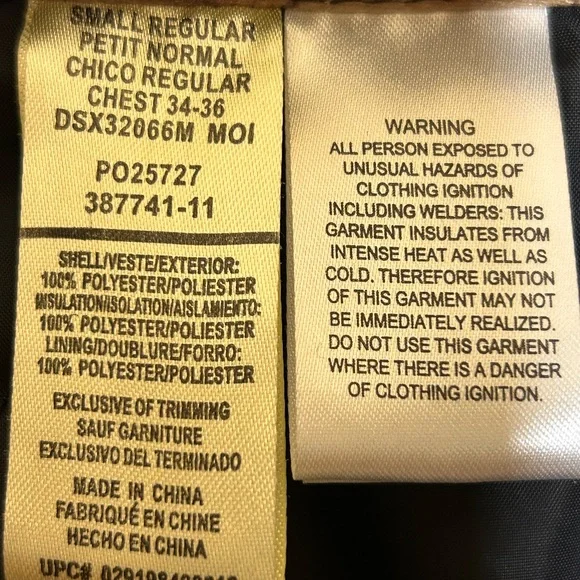 SMALL REGULAR
PETIT NORMAL
CHICO REGULAR
CHEST 34-36
DSX32066M MOI
PO25727
387741-11
SHELL/VESTE/EXTERIOR:
100% POLYESTER/POLIESTER
INSULATION/ISOLATION/AISLAMIENTO:
100% POLYESTER/POLIESTER
LINING/DOUBLURE/FORRO:
100% POLYESTER/POLIESTER
EXCLUSIVE OF TRIMMING
SAUF GARNITURE
EXCLUSIVO DEL TERMINADO
MADE IN CHINA
FABRIQUÉ EN CHINE
HECHO EN CHINA
UPC#
WARNING
ALL PERSON EXPOSED TO
UNUSUAL HAZARDS OF
CLOTHING IGNITION
INCLUDING WELDERS: THIS
GARMENT INSULATES FROM
INTENSE HEAT AS WELL AS
COLD. THEREFORE IGNITION
OF THIS GARMENT MAY NOT
BE IMMEDIATELY REALIZED.
DO NOT USE THIS GARMENT
WHERE THERE IS A DANGER
OF CLOTHING IGNITION.